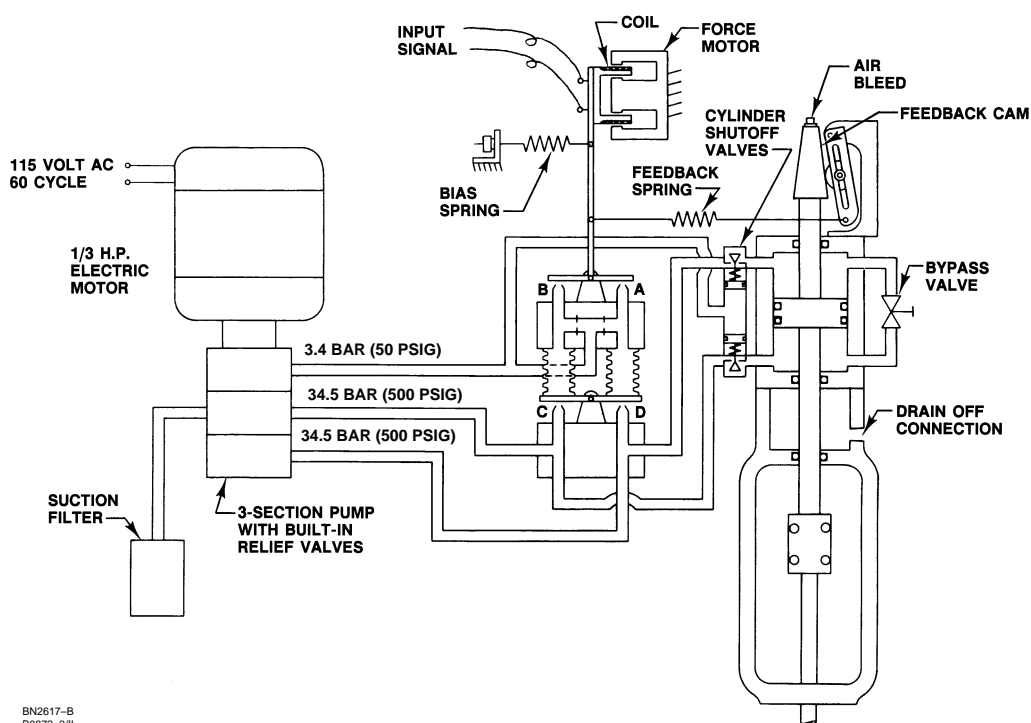 INPUT
SIGNAL
COIL
FORCE
MOTOR
AIR
BLEED
FEEDBACK CAM
CYLINDER
SHUTOFF
VALVES
115 VOLT AC
60 CYCLE
BIAS
SPRING
FEEDBACK
SPRING
1/3 H.P.
ELECTRIC
MOTOR
BYPASS
VALVE
B
A
3.4 BAR (50 PSIG)
34.5 BAR (500 PSIG)
C
D
34.5 BAR (500 PSIG)
DRAIN OFF
CONNECTION
SUCTION
FILTER
3-SECTION PUMP
WITH BUILT-IN
RELIEF VALVES
BN2617–B